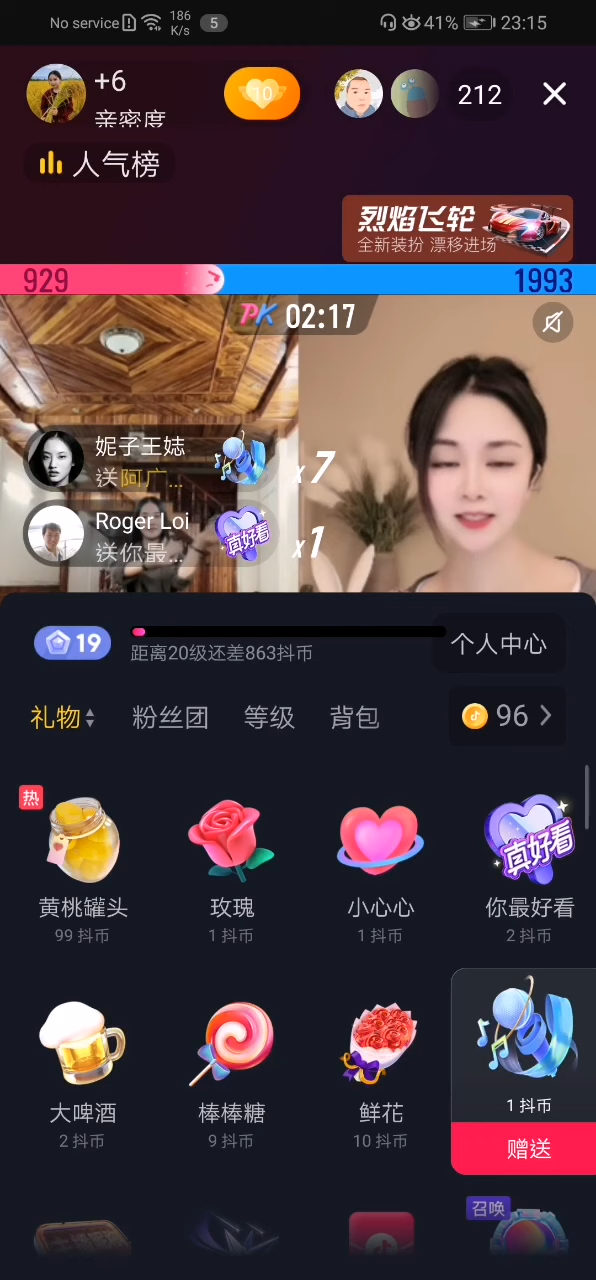 No service
186
K/s
5
41%
23:15
+6
亲密度
10
212
人气榜
烈焰飞轮
全新装扮 漂移进场
929
1993
PK 02:17
妮子王娡
送阿广...
x7
Roger Loi
送你最...
真好看
x1
19
距离20级还差863抖币
个人中心
礼物
粉丝团
等级
背包
96
热
真好看
黄桃罐头
玫瑰
小心心
你最好看
99 抖币
1 抖币
1 抖币
2 抖币
大啤酒
棒棒糖
鲜花
1 抖币
2 抖币
9 抖币
10 抖币
赠送
召唤